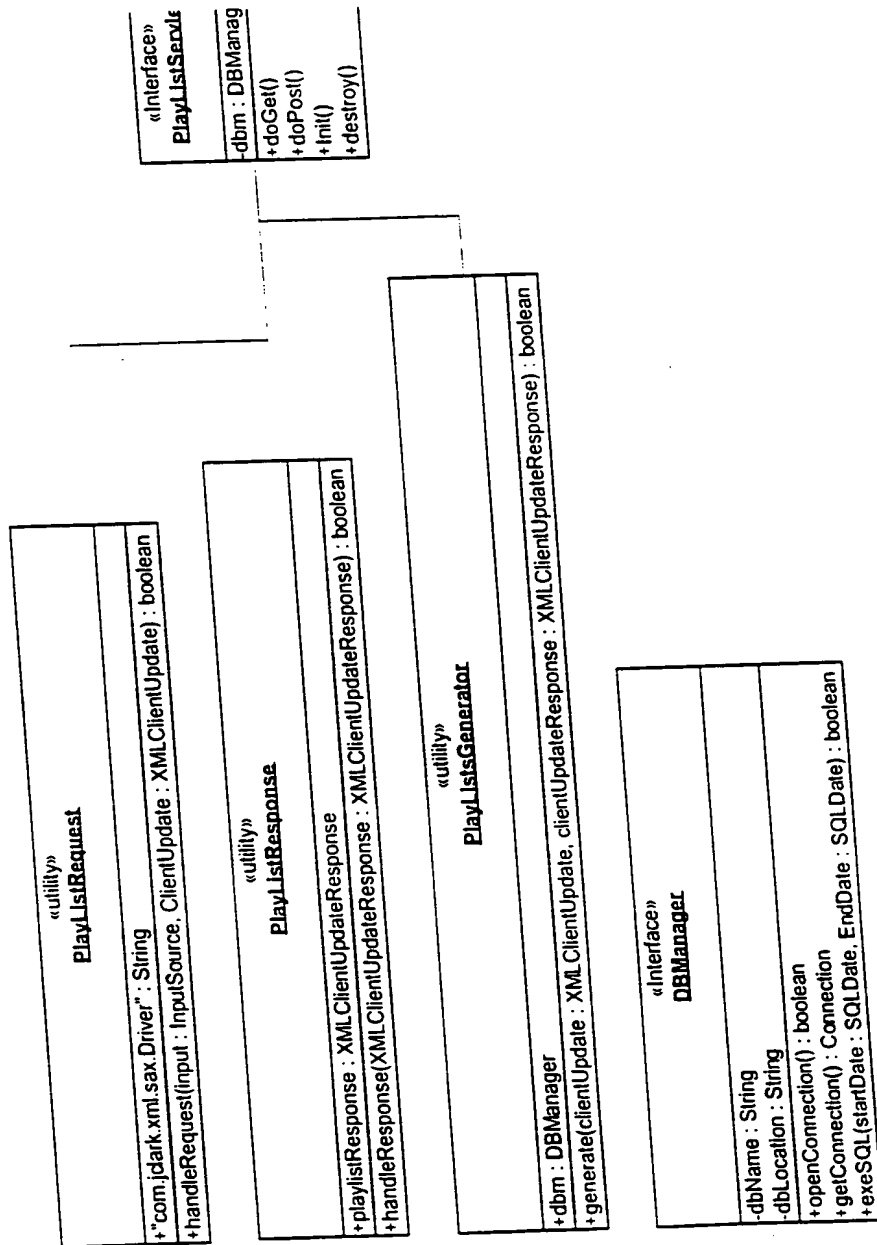 «utility»
PlayLIstRequest
+"com.jdark.xml.sax.Driver" : String
+handleRequest(input : InputSource, ClientUpdate : XMLClientUpdate) : boolean
«utility»
PlayLIstResponse
+playlistResponse : XMLClientUpdateResponse
+handleResponse(XMLClientUpdateResponse : XMLClientUpdateResponse) : boolean
«utility»
PlayLIstsGenerator
+dbm : DBManager
+generate(clientUpdate : XMLClientUpdate, clientUpdateResponse : XMLClientUpdateResponse) : boolean
«Interface»
DBManager
-dbName : String
-dbLocation : String
+openConnection() : boolean
+getConnection() : Connection
+exeSQL(startDate : SQLDate, EndDate : SQLDate) : boolean
«Interface»
PlayLIstServle
-dbm : DBManag
+doGet()
+doPost()
+Init()
+destroy()